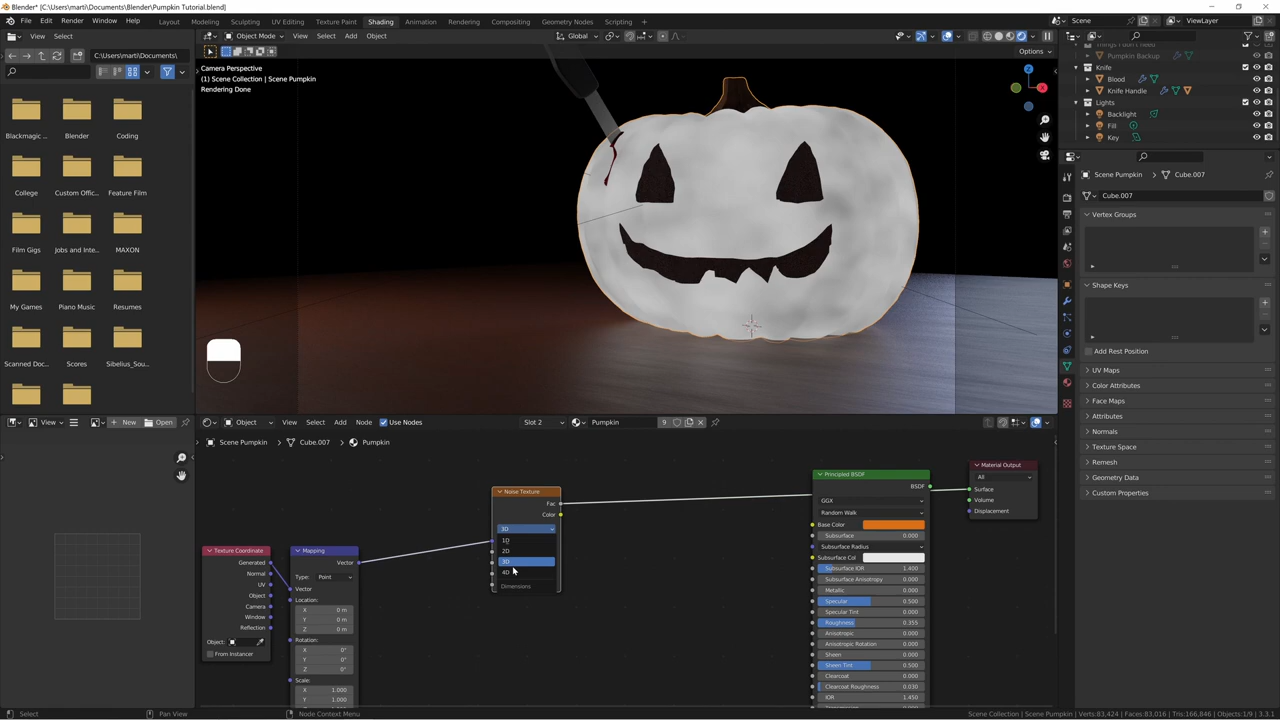 Blender* [C:\Users\marti\Documents\Blender\Pumpkin Tutorial.blend]
File Edit Render Window Help Layout Modeling Sculpting UV Editing Texture Paint Shading Animation Rendering Compositing Geometry Nodes Scripting Scene ViewLayer
View Select Object Mode View Select Add Object Global
C:\Users\marti\Documents\
Options
Blackmagic ... Blender Coding
College Custom Offic... Feature Film
Film Gigs Jobs and Inte... MAXON
My Games Piano Music Resumes
Scanned Doc... Scores Sibelius_Sou...
Camera Perspective
(1) Scene Collection | Scene Pumpkin
Rendering Done
Z
X
Things I don't need
Pumpkin Backup
Knife
Blood
Knife Handle
Lights
Backlight
Fill
Key
Scene Pumpkin > Cube.007
Cube.007
Vertex Groups
Shape Keys
Add Rest Position
UV Maps
Color Attributes
Face Maps
Attributes
Normals
Texture Space
Remesh
Geometry Data
Custom Properties
View New Open
Object View Select Add Node Use Nodes Slot 2 Pumpkin 9
Scene Pumpkin > Cube.007 > Pumpkin
Texture Coordinate
Generated
Normal
UV
Object
Camera
Window
Reflection
Object:
From Instancer
Mapping
Vector
Type: Point
Vector
Location:
X 0 m
Y 0 m
Z 0 m
Rotation:
X 0°
Y 0°
Z 0°
Scale:
X 1.000
Y 1.000
Noise Texture
Fac
Color
3D
1D
2D
3D
4D
Dimensions
Principled BSDF
BSDF
GGX
Random Walk
Base Color
Subsurface 0.000
Subsurface Radius
Subsurface Col
Subsurface IOR 1.400
Subsurface Anisotropy 0.000
Metallic 0.000
Specular 0.500
Specular Tint 0.000
Roughness 0.355
Anisotropic 0.000
Anisotropic Rotation 0.000
Sheen 0.000
Sheen Tint 0.500
Clearcoat 0.000
Clearcoat Roughness 0.030
IOR 1.450
Material Output
All
Surface
Volume
Displacement
Select Pan View Node Context Menu Scene Collection | Scene Pumpkin | Verts:83,424 | Faces:83,016 | Tris:166,846 | Objects:1/9 | 3.3.1